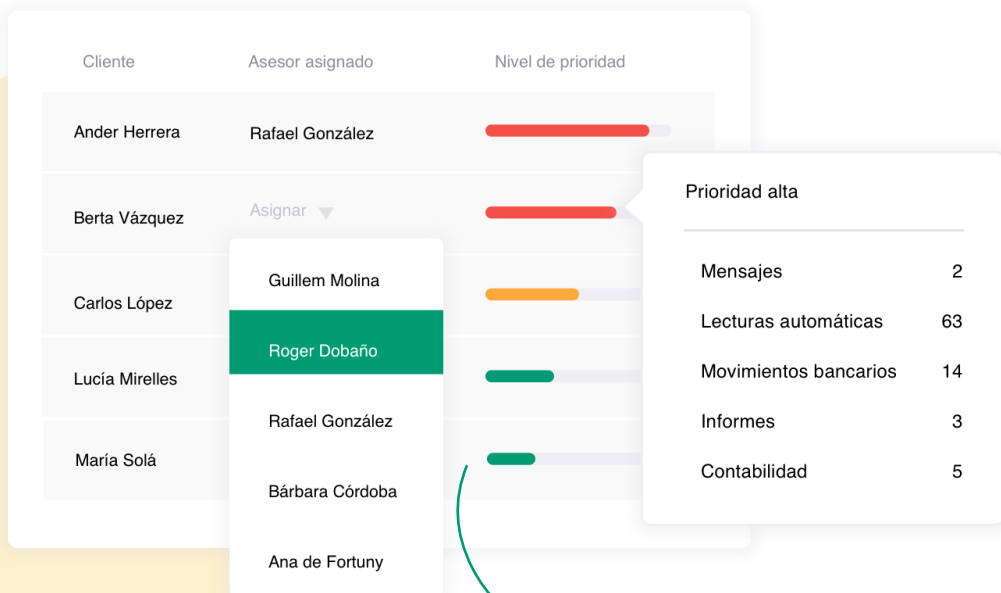 Cliente Asesor asignado Nivel de prioridad
Ander Herrera Rafael González
Berta Vázquez Asignar
Carlos López
Lucía Mirelles
María Solá
Guillem Molina
Roger Dobaño
Rafael González
Bárbara Córdoba
Ana de Fortuny
Prioridad alta
Mensajes 2
Lecturas automáticas 63
Movimientos bancarios 14
Informes 3
Contabilidad 5